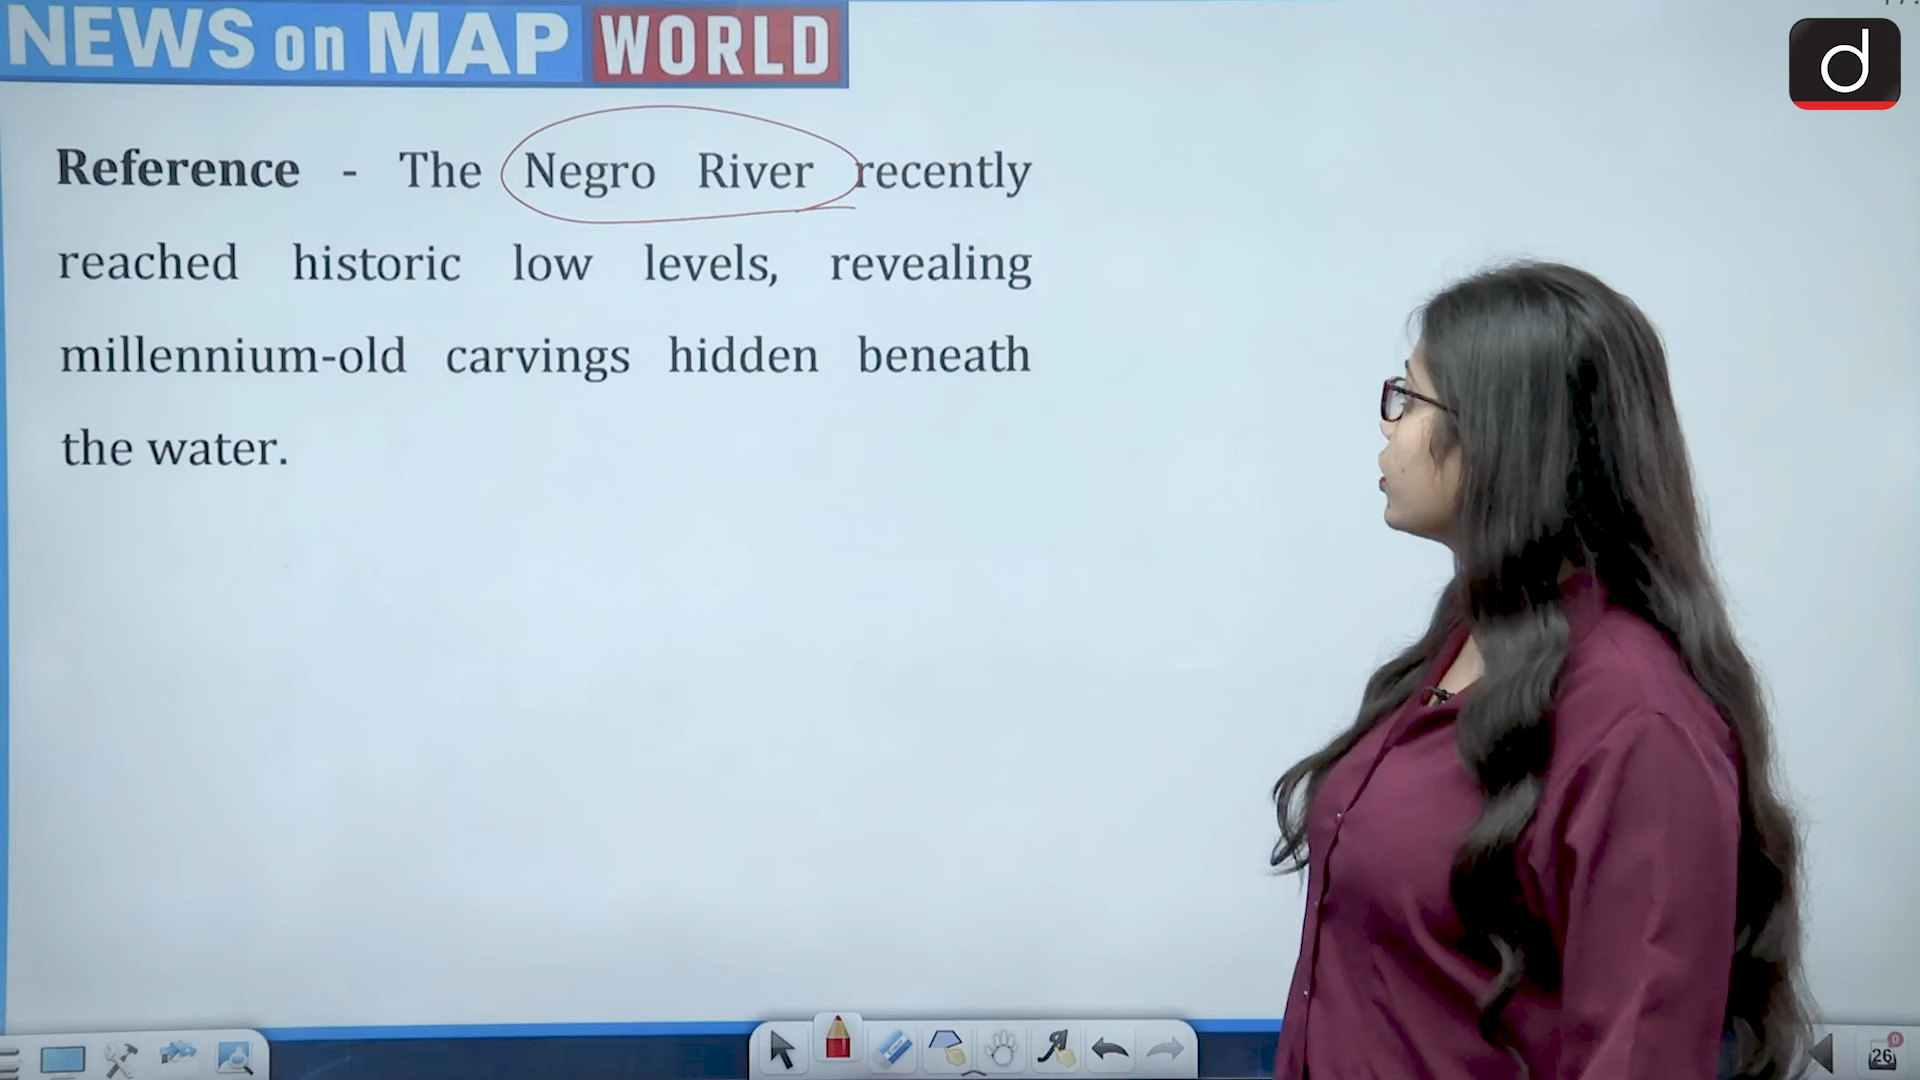 NEWS on MAP WORLD
d
Reference - The Negro River recently
reached historic low levels, revealing
millennium-old carvings hidden beneath
the water.
26
0